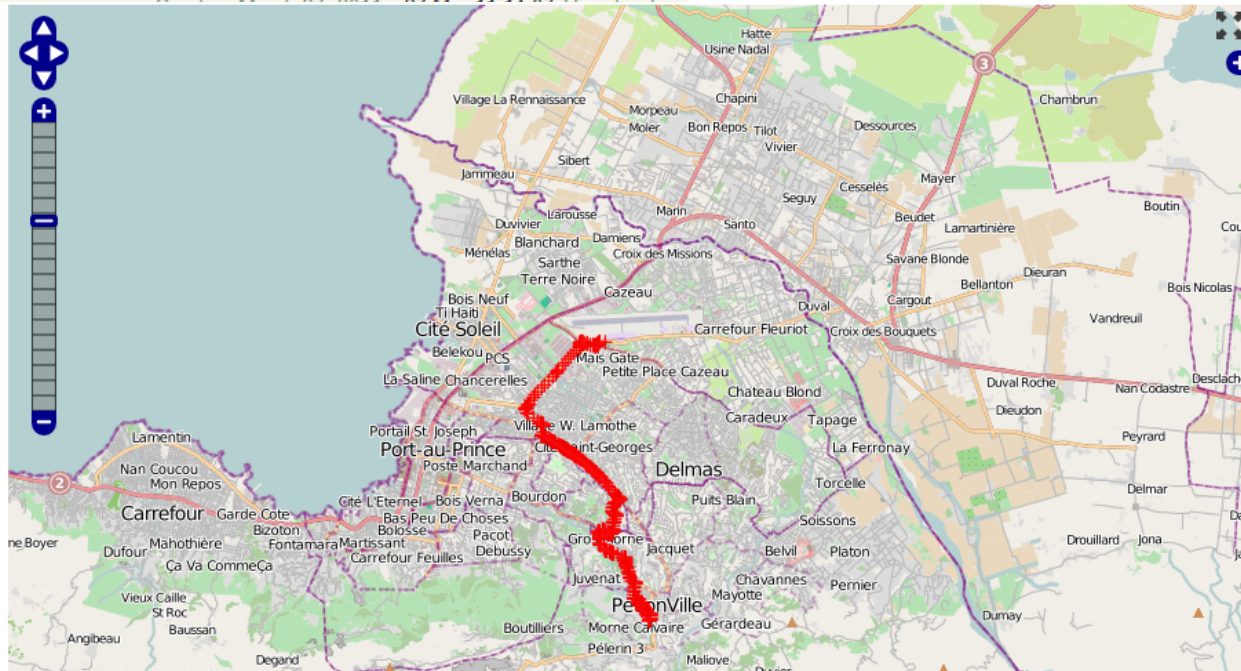 Hatte
Usine Nadal
3
Village La Rennaissance
Chapini
Chambrun
Morpeau
Moler
Bon Repos
Tilot
Dessources
Vivier
Sibert
Jammeau
Cesselès
Mayer
Seguy
Boutin
Larousse
Marin
Beudet
Duvivier
Santo
Lamartinière
Blanchard
Damiens
Ménélas
Croix des Missions
Sarthe
Savane Blonde
Terre Noire
Dieuran
Bellanton
Bois Nicolas
Cazeau
Bois Neuf
Cargout
Duval
Ti Haiti
Vandreuil
Cité Soleil
Carrefour Fleuriot
Croix des Bouquets
Belekou
PCS
Mais Gate
Petite Place Cazeau
La Saline
Chancerelles
Duval Roche
Nan Codastre
Chateau Blond
Dieudon
Caradeux
Tapage
Village W. Lamothe
Portail St. Joseph
Lamentin
Peyrard
Port-au-Prince
La Ferronay
Poste Marchand
Delmas
Nan Coucou
Mon Repos
2
Torcelle
Delmar
Cité L'Eternel
Bois Verna
Bourdon
Puits Blain
Carrefour
Garde Cote
Bas Peu De Choses
Soissons
Bizoton
Bolosse
Pacot
Drouillard
Jona
Mahothière
Fontamara
Martissant
Debussy
Jacquet
Belvil
Platon
Dufour
Carrefour Feuilles
Ça Va CommeÇa
Juvenat
Chavannes
Pernier
Mayotte
Vieux Caille
St Roc
Dumay
Baussan
Boutilliers
Morne Calvaire
Gérardeau
Angibeau
Pélerin 3
Degand
Maliove